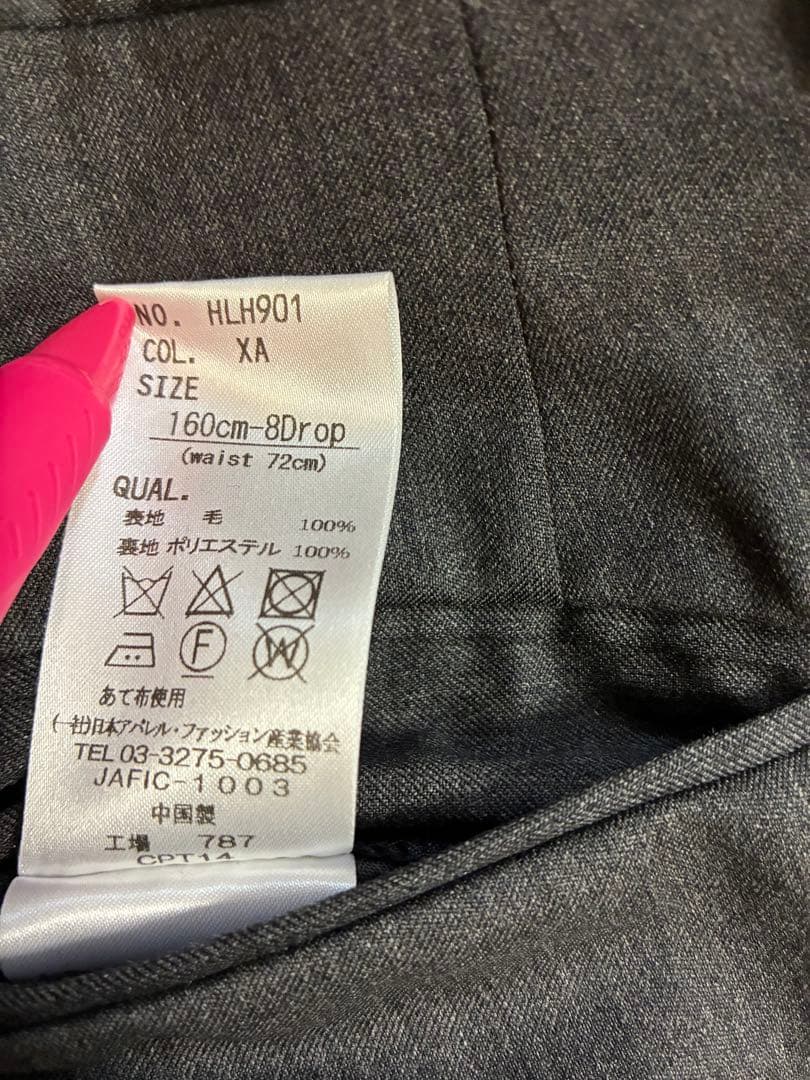 NO. HLH901
COL. XA
SIZE
160cm-8Drop
(waist 72cm)
QUAL.
表地 毛 100%
裏地 ポリエステル 100%
F W
あて布使用
(一社)日本アパレル・ファッション産業協会
TEL 03-3275-0685
JAFIC-1003
中国製
工場 787
CPT14